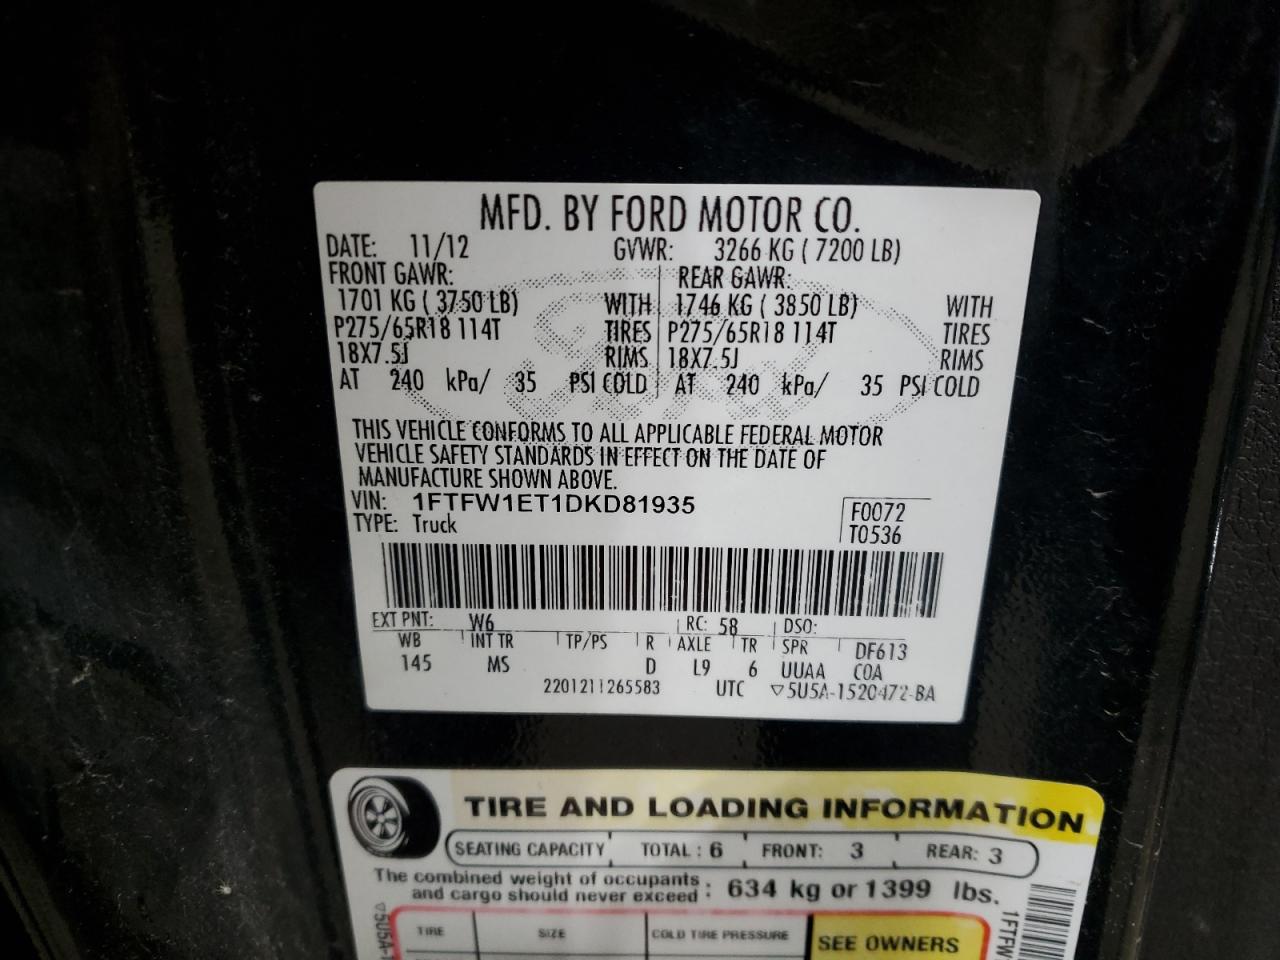 MFD. BY FORD MOTOR CO.
DATE: 11/12 GVWR: 3266 KG ( 7200 LB)
FRONT GAWR: REAR GAWR:
1701 KG ( 3750 LB) WITH 1746 KG ( 3850 LB) WITH
P275/65R18 114T TIRES P275/65R18 114T TIRES
18X7.5J RIMS 18X7.5J RIMS
AT 240 kPa/ 35 PSI COLD AT 240 kPa/ 35 PSI COLD
THIS VEHICLE CONFORMS TO ALL APPLICABLE FEDERAL MOTOR
VEHICLE SAFETY STANDARDS IN EFFECT ON THE DATE OF
MANUFACTURE SHOWN ABOVE.
VIN: 1FTFW1ET1DKD81935 F0072
TYPE: Truck T0536
EXT PNT: W6 RC: 58 DSO:
WB INT TR TP/PS R AXLE TR SPR DF613
145 MS D L9 6 UUAA COA
2201211265583 UTC ▽5U5A-1520472-BA
TIRE AND LOADING INFORMATION
SEATING CAPACITY TOTAL : 6 FRONT: 3 REAR: 3
The combined weight of occupants
and cargo should never exceed : 634 kg or 1399 lbs.
TIRE SIZE COLD TIRE PRESSURE SEE OWNERS
▽5U5A-
1FTFW